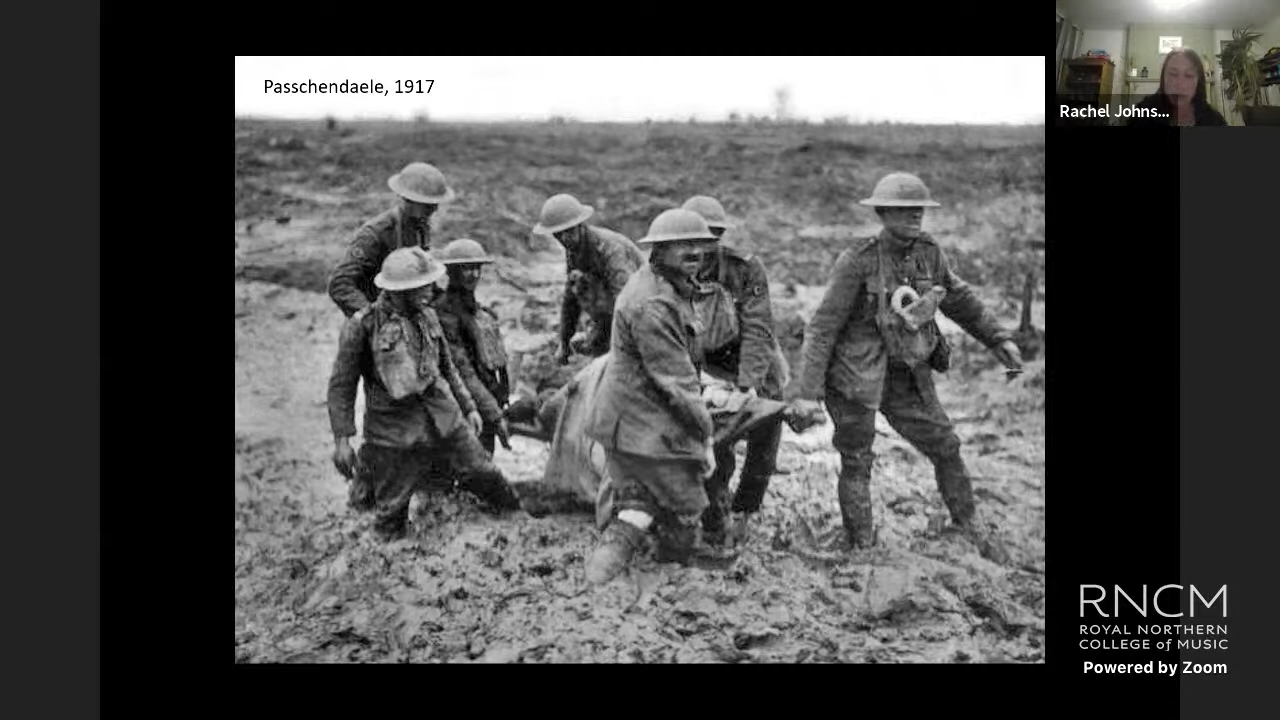 Passchendaele, 1917
Rachel Johns...
RNCM
ROYAL NORTHERN
COLLEGE of MUSIC
Powered by Zoom